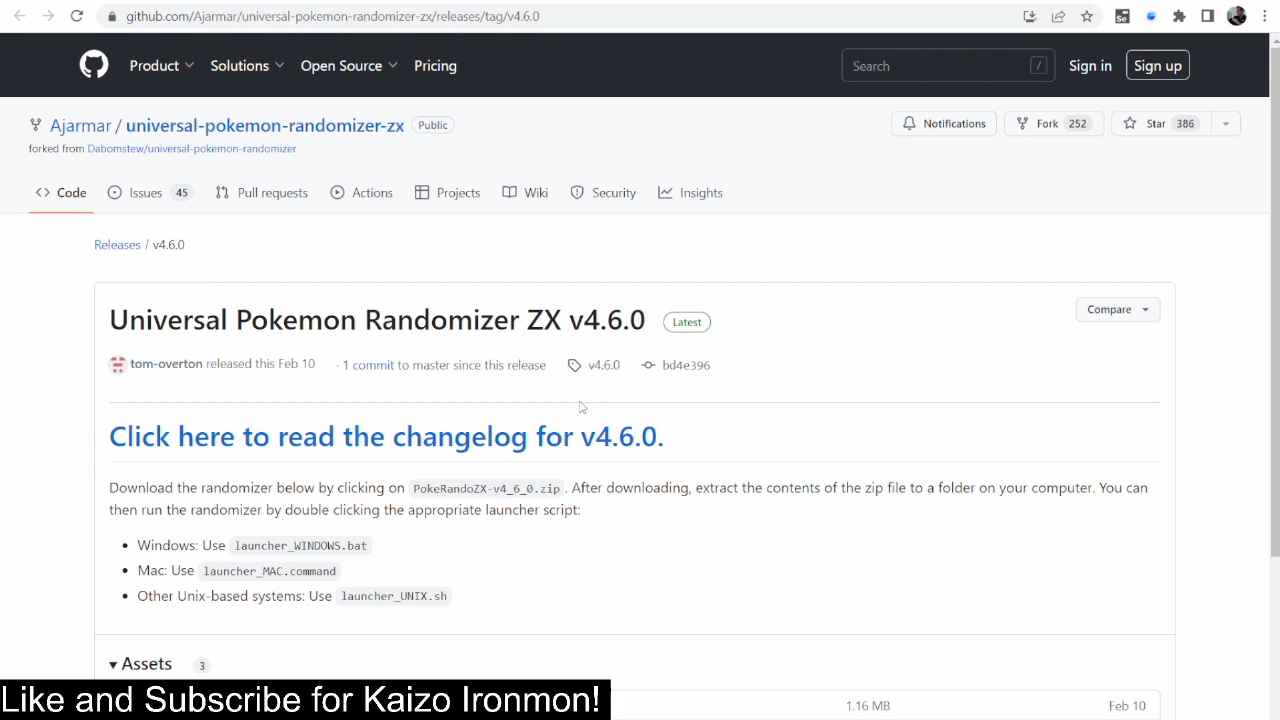 github.com/Ajarmar/universal-pokemon-randomizer-zx/releases/tag/v4.6.0
Product Solutions Open Source Pricing Search / Sign in Sign up
Ajarmar / universal-pokemon-randomizer-zx Public Notifications Fork 252 Star 386
forked from Dabomstew/universal-pokemon-randomizer
Code Issues 45 Pull requests Actions Projects Wiki Security Insights
Releases / v4.6.0
Universal Pokemon Randomizer ZX v4.6.0 Latest Compare
tom-overton released this Feb 10 · 1 commit to master since this release v4.6.0 bd4e396
Click here to read the changelog for v4.6.0.
Download the randomizer below by clicking on PokeRandoZX-v4_6_0.zip. After downloading, extract the contents of the zip file to a folder on your computer. You can
then run the randomizer by double clicking the appropriate launcher script:
• Windows: Use launcher_WINDOWS.bat
• Mac: Use launcher_MAC.command
• Other Unix-based systems: Use launcher_UNIX.sh
Assets 3
Like and Subscribe for Kaizo Ironmon!
1.16 MB Feb 10